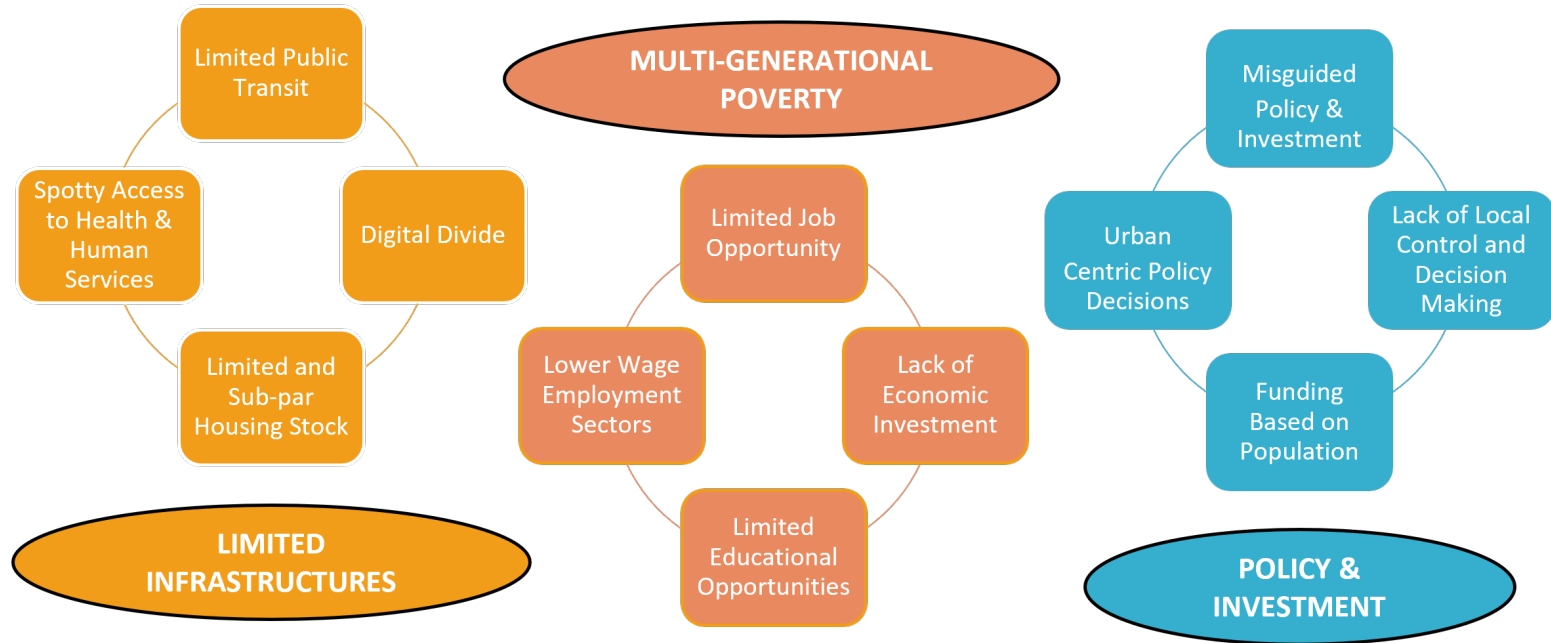 Limited Public
Transit
Spotty Access
to Health &
Human
Services
Digital Divide
Limited and
Sub-par
Housing Stock
LIMITED
INFRASTRUCTURES
MULTI-GENERATIONAL
POVERTY
Limited Job
Opportunity
Lower Wage
Employment
Sectors
Lack of
Economic
Investment
Limited
Educational
Opportunities
Misguided
Policy &
Investment
Urban
Centric Policy
Decisions
Lack of Local
Control and
Decision
Making
Funding
Based on
Population
POLICY &
INVESTMENT